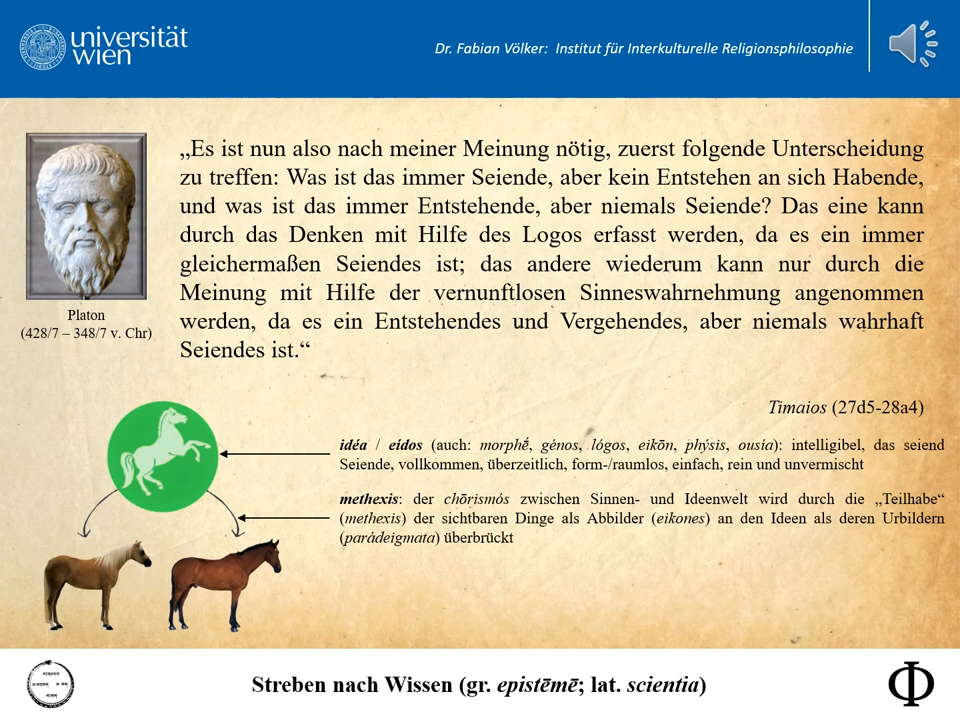 universität
wien
Dr. Fabian Völker: Institut für Interkulturelle Religionsphilosophie
„Es ist nun also nach meiner Meinung nötig, zuerst folgende Unterscheidung
zu treffen: Was ist das immer Seiende, aber kein Entstehen an sich Habende,
und was ist das immer Entstehende, aber niemals Seiende? Das eine kann
durch das Denken mit Hilfe des Logos erfasst werden, da es ein immer
gleichermaßen Seiendes ist; das andere wiederum kann nur durch die
Meinung mit Hilfe der vernunftlosen Sinneswahrnehmung angenommen
werden, da es ein Entstehendes und Vergehendes, aber niemals wahrhaft
Seiendes ist.“
Platon
(428/7 – 348/7 v. Chr)
Timaios (27d5-28a4)
idéa / eídos (auch: morphḗ, génos, lógos, eikōn, phýsis, ousía): intelligibel, das seiend
Seiende, vollkommen, überzeitlich, form-/raumlos, einfach, rein und unvermischt
methexis: der chōrismós zwischen Sinnen- und Ideenwelt wird durch die „Teilhabe“
(methexis) der sichtbaren Dinge als Abbilder (eikones) an den Ideen als deren Urbildern
(parádeigmata) überbrückt
Streben nach Wissen (gr. epistēmē; lat. scientia)
Φ